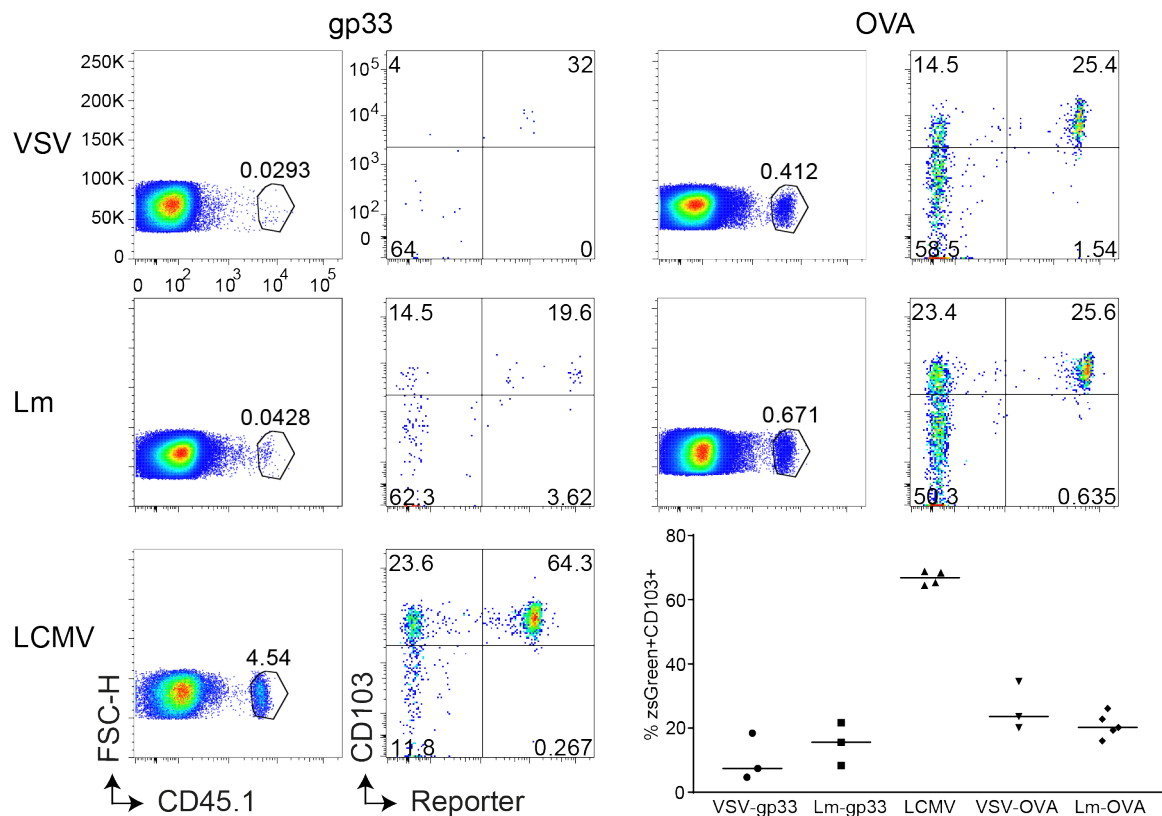 gp33
OVA
VSV
250K
200K
150K
100K
50K
0
0.0293
0 10² 10³ 10⁴ 10⁵
10⁵
10⁴
10³
10²
0
4 32
64 0
0.412
14.5 25.4
58.5 1.54
Lm
0.0428
14.5 19.6
62.3 3.62
0.671
23.4 25.6
50.3 0.635
LCMV
4.54
FSC-H
CD45.1
23.6 64.3
11.8 0.267
CD103
Reporter
% zsGreen+CD103+
80
60
40
20
0
VSV-gp33 Lm-gp33 LCMV VSV-OVA Lm-OVA